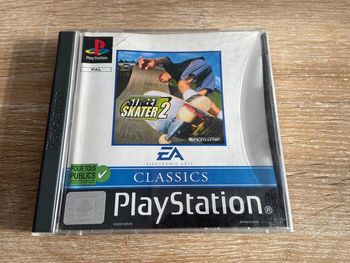 PlayStation
PAL
STREET
SKATER 2
EA
ELECTRONIC ARTS
CLASSICS
POUR TOUS
PUBLICS
PlayStation®